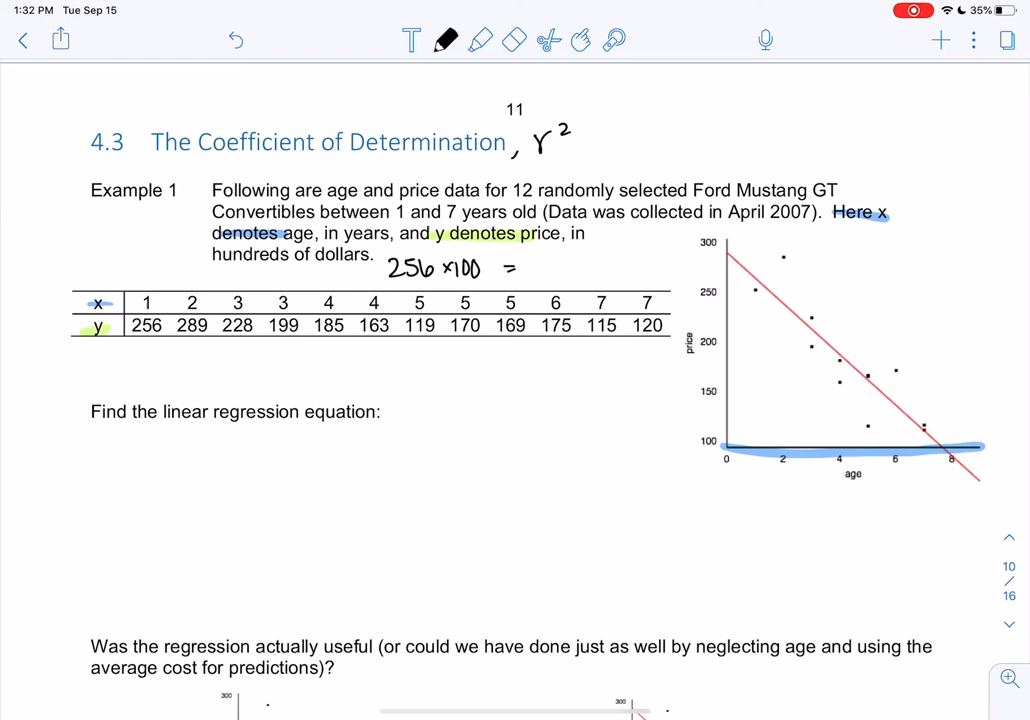 1:32 PM Tue Sep 15
35%
T
11
4.3 The Coefficient of Determination , r²
Example 1 Following are age and price data for 12 randomly selected Ford Mustang GT
Convertibles between 1 and 7 years old (Data was collected in April 2007). Here x
denotes age, in years, and y denotes price, in
hundreds of dollars.
256 x100 =
x 1 2 3 3 4 4 5 5 5 6 7 7
y 256 289 228 199 185 163 119 170 169 175 115 120
300
250
200
150
100
price
0 2 4 6 8
age
Find the linear regression equation:
10
/
16
Was the regression actually useful (or could we have done just as well by neglecting age and using the
average cost for predictions)?
300
300